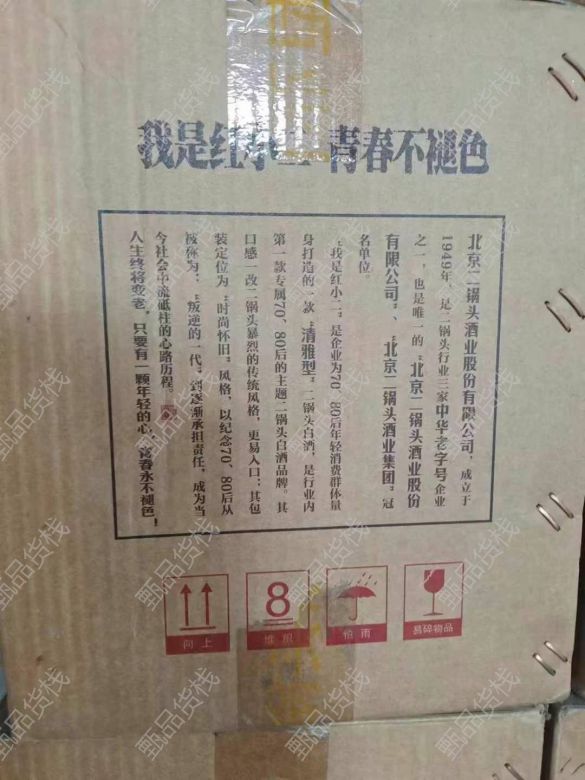 我是红小二 青春不褪色
北京二锅头酒业股份有限公司，成立于
1949年，是二锅头行业三家中华老字号企业
之一，也是唯一的“北京二锅头酒业股份
有限公司”、“北京二锅头酒业集团”冠
名单位。
“我是红小二”是企业为70、80后年轻消费群体量
身打造的一款“清雅型”二锅头白酒，是行业内
第一款专属70、80后的主题二锅头白酒品牌。其
口感一改二锅头暴烈的传统风格，更易入口；其包
装定位为“时尚怀旧”风格，以纪念70、80后从
被称为：“叛逆的一代”到逐渐承担责任，成为当
今社会中流砥柱的心路历程。
人生终将变老，只要有一颗年轻的心，青春永不褪色！
向上
8
堆积
怕雨
易碎物品
甄品货栈